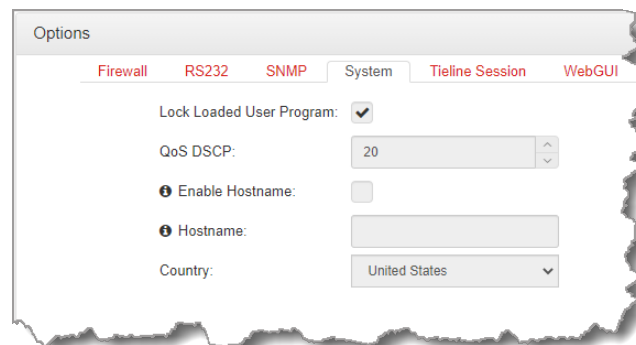 Options
Firewall RS232 SNMP System Tieline Session WebGUI
Lock Loaded User Program:
QoS DSCP: 20
Enable Hostname:
Hostname:
Country: United States